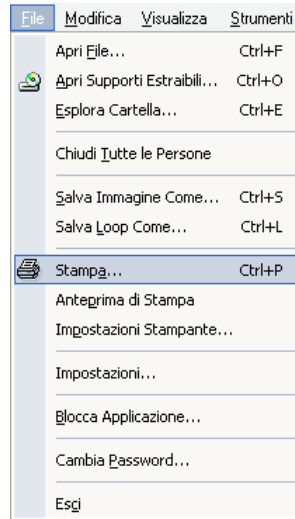 File Modifica Visualizza Strumenti
Apri File... Ctrl+F
Apri Supporti Estraibili... Ctrl+O
Esplora Cartella... Ctrl+E
Chiudi Tutte le Persone
Salva Immagine Come... Ctrl+S
Salva Loop Come... Ctrl+L
Stampa... Ctrl+P
Anteprima di Stampa
Impostazioni Stampante...
Impostazioni...
Blocca Applicazione...
Cambia Password...
Esci